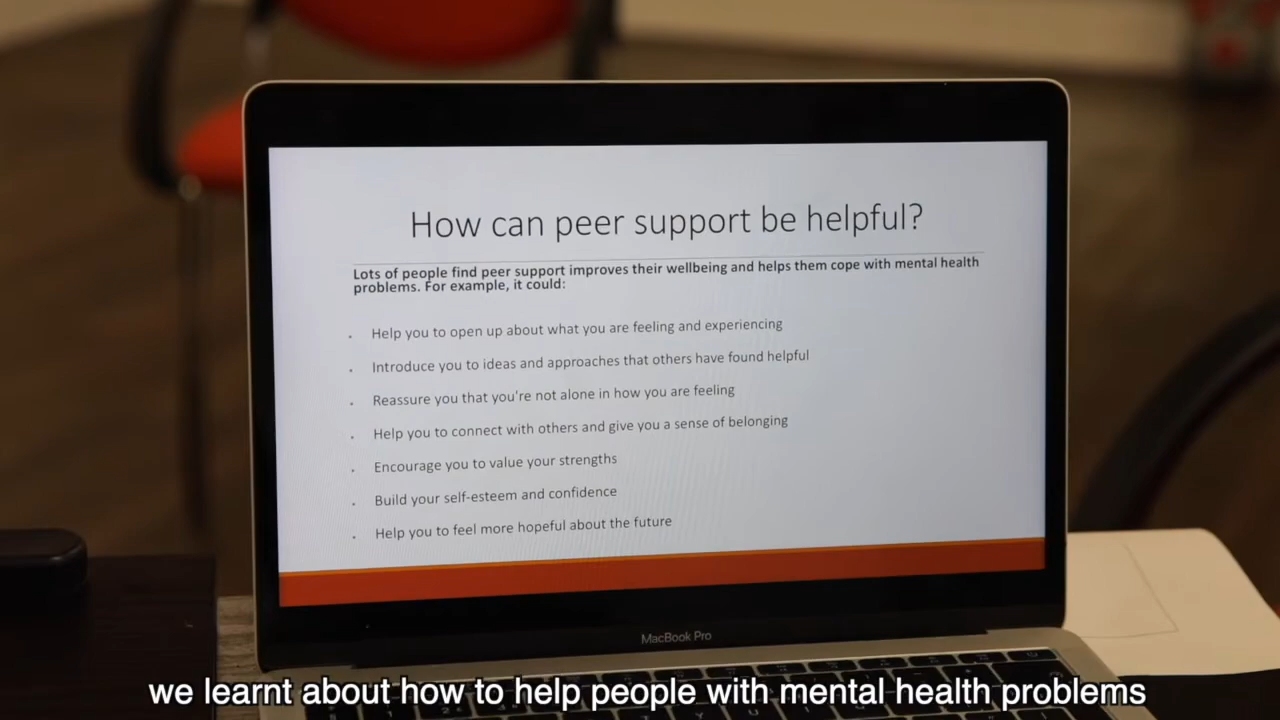 How can peer support be helpful?
Lots of people find peer support improves their wellbeing and helps them cope with mental health
problems. For example, it could:
Help you to open up about what you are feeling and experiencing
Introduce you to ideas and approaches that others have found helpful
Reassure you that you're not alone in how you are feeling
Help you to connect with others and give you a sense of belonging
Encourage you to value your strengths
Build your self-esteem and confidence
Help you to feel more hopeful about the future
MacBook Pro
we learnt about how to help people with mental health problems